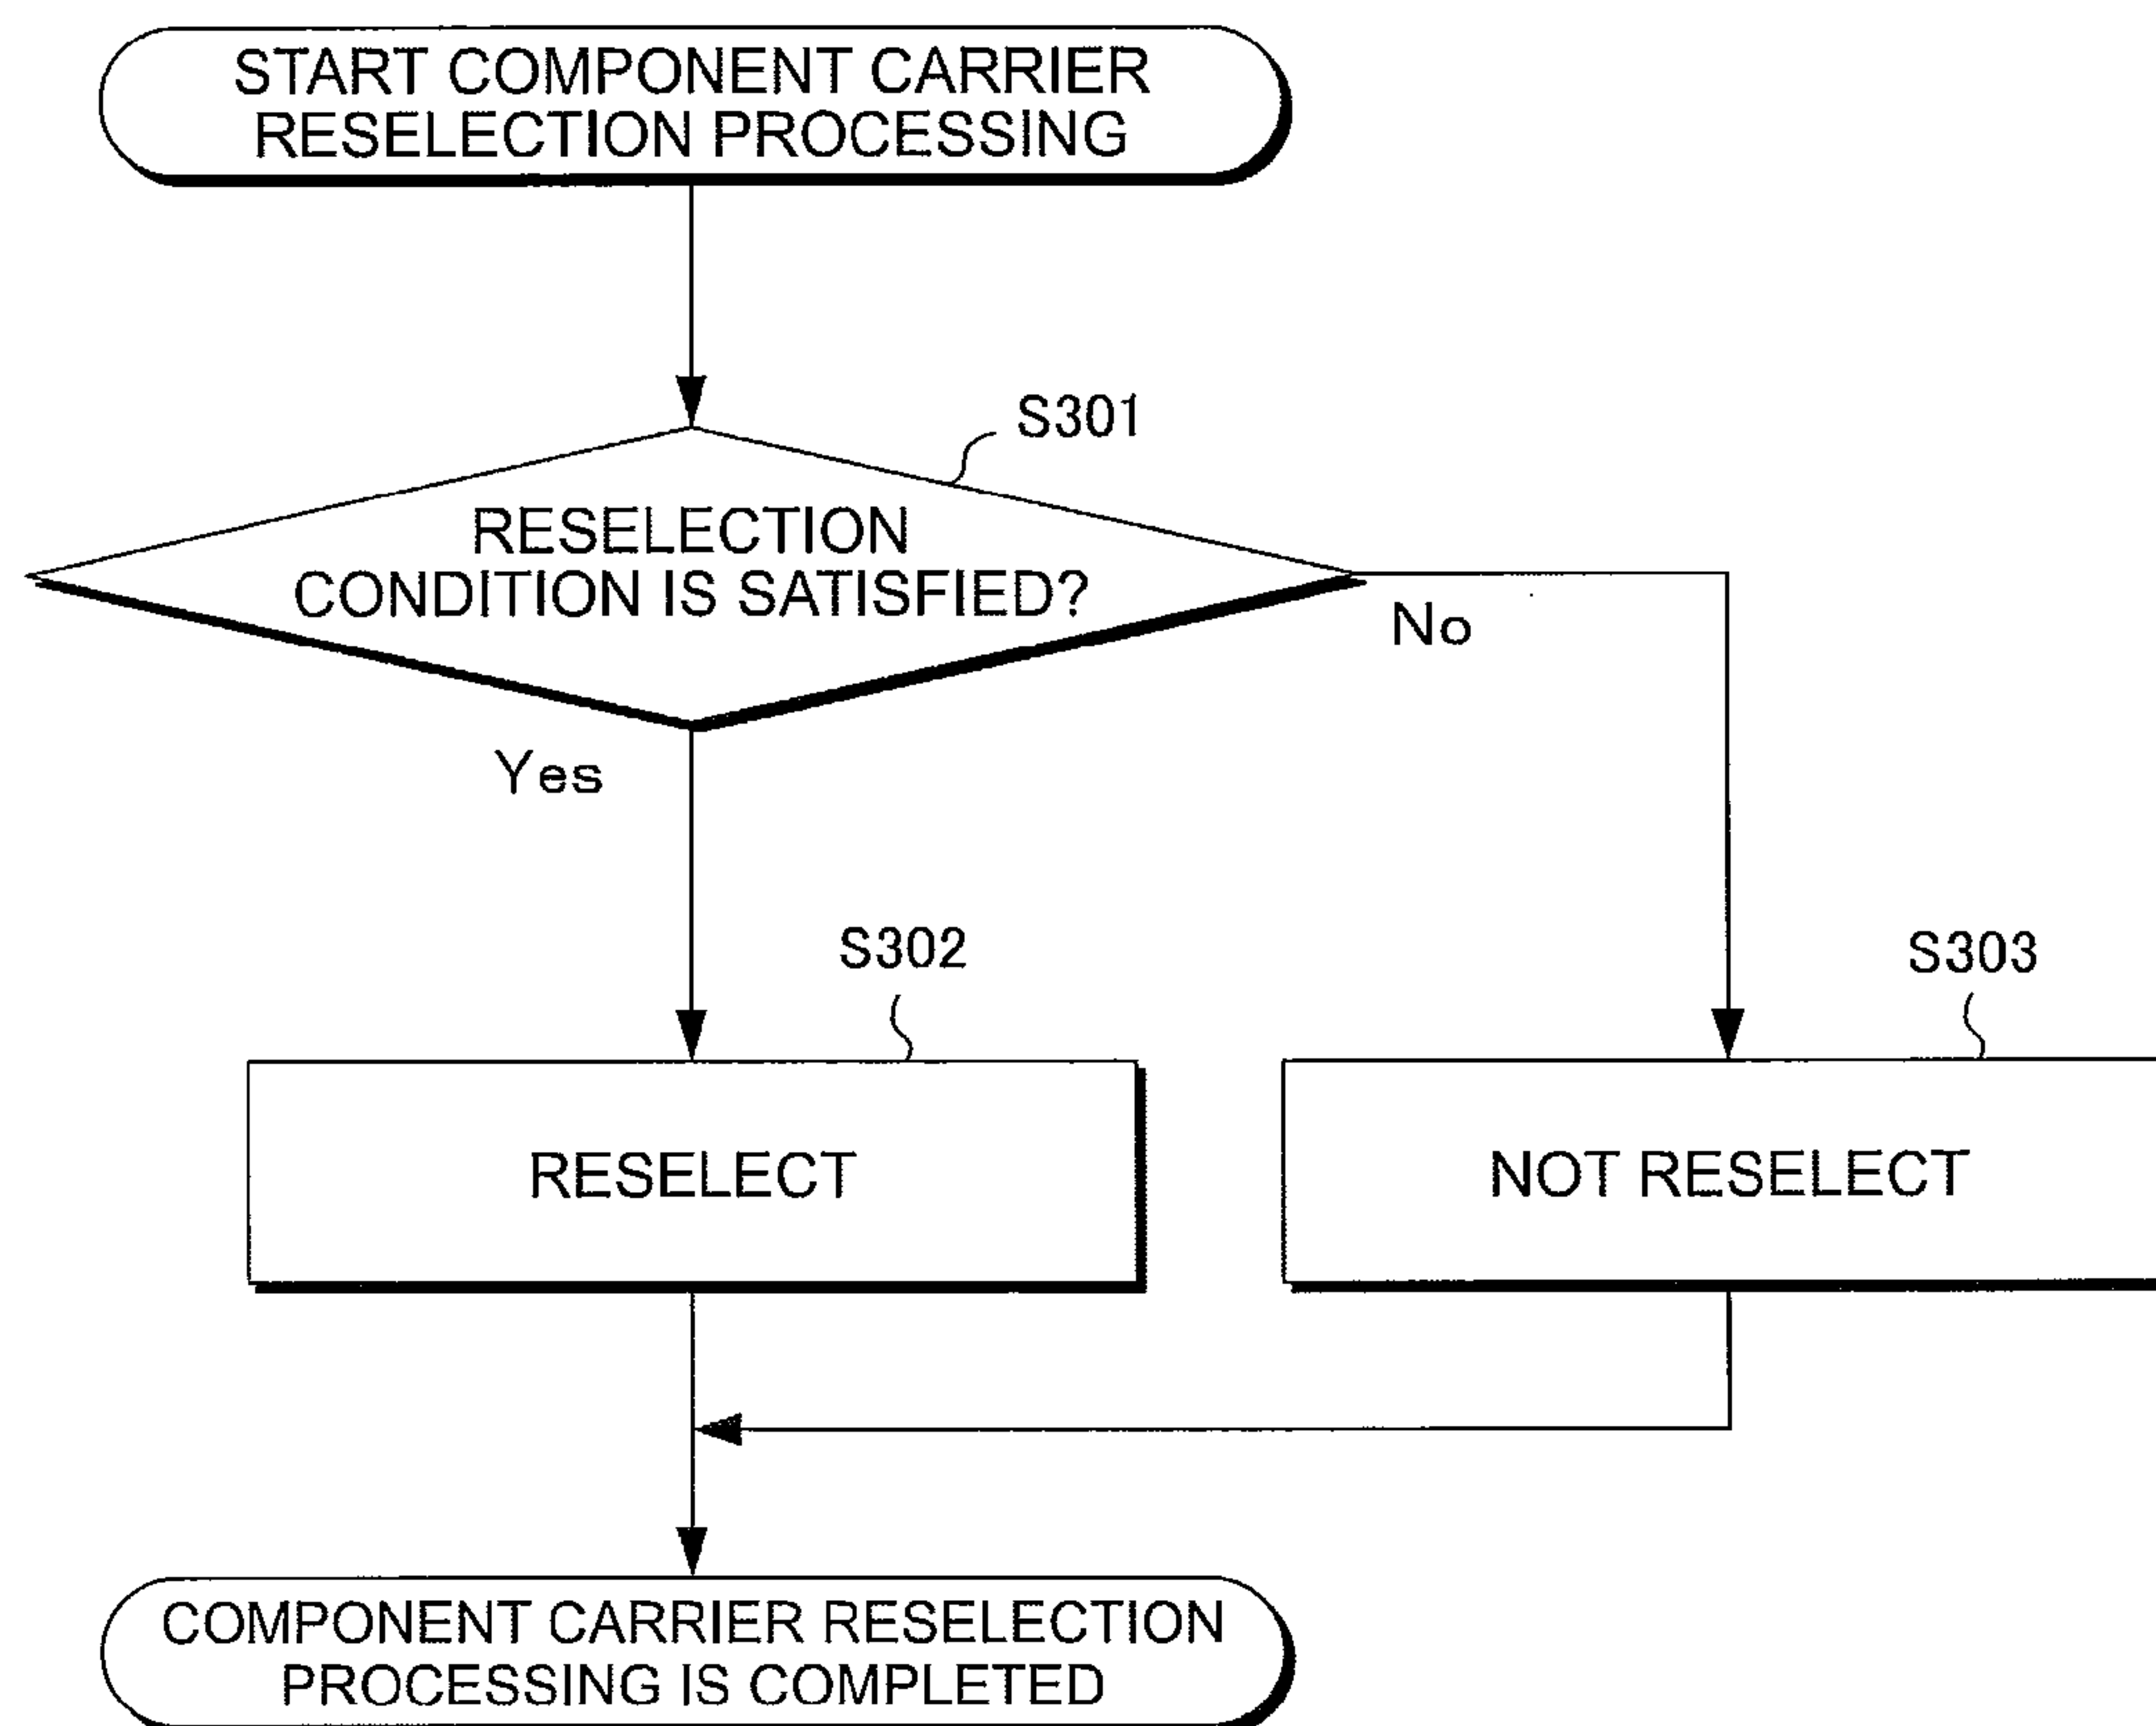 START COMPONENT CARRIER
RESELECTION PROCESSING
S301
RESELECTION
CONDITION IS SATISFIED?
No
Yes
S302
S303
RESELECT
NOT RESELECT
COMPONENT CARRIER RESELECTION
PROCESSING IS COMPLETED